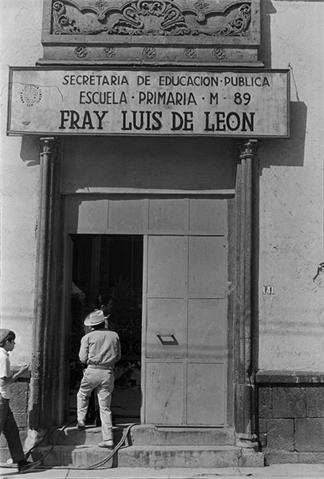 SECRETARIA DE EDUCACION · PUBLICA
ESCUELA · PRIMARIA · M · 89
FRAY LUIS DE LEON